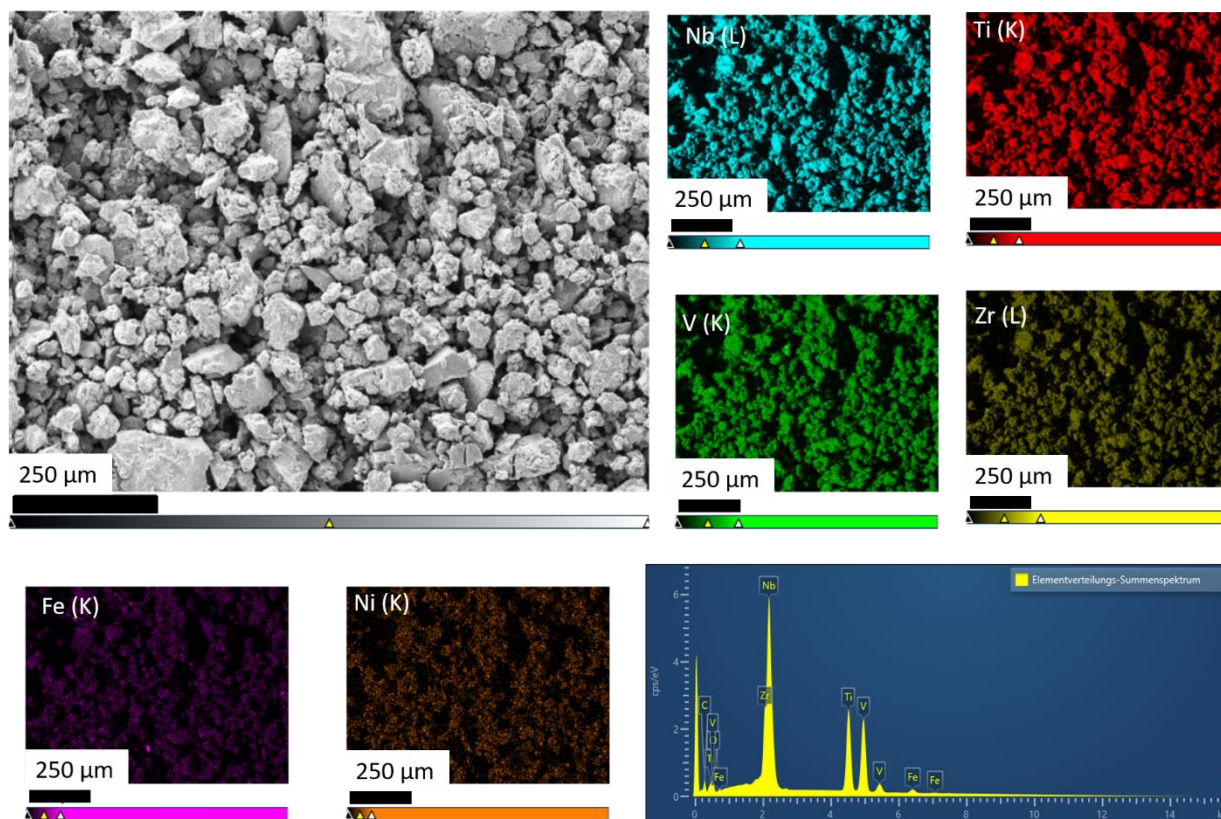 250 µm
Nb (L)
250 µm
Ti (K)
250 µm
V (K)
250 µm
Zr (L)
250 µm
Fe (K)
250 µm
Ni (K)
250 µm
Elementverteilungs-Summenspektrum
cps/eV
6
4
2
0
C
V
T
Fe
Zr
Nb
Ti
V
V
Fe
Fe
0 2 4 6 8 10 12 14